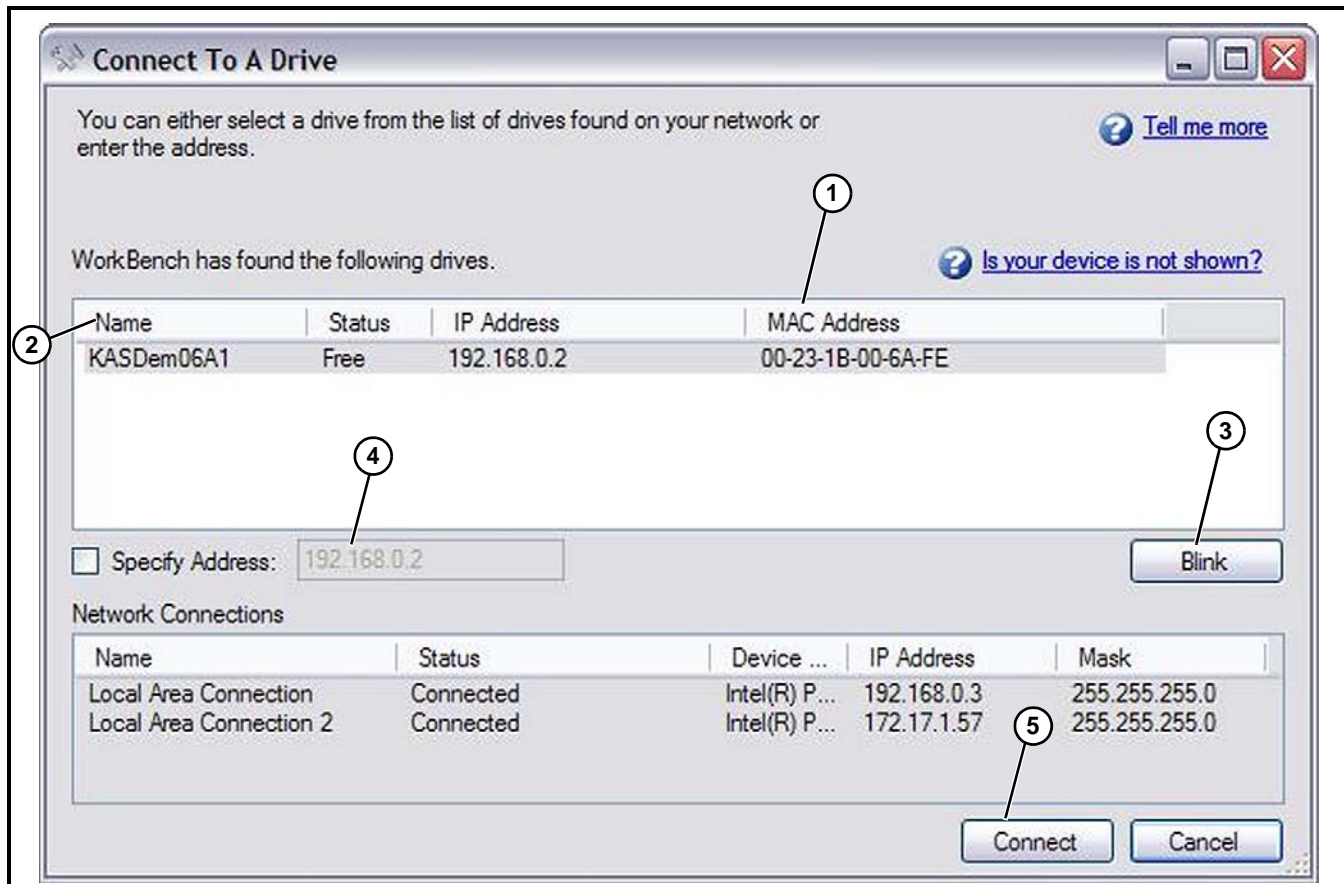 Connect To A Drive
You can either select a drive from the list of drives found on your network or
enter the address.
Tell me more
1
WorkBench has found the following drives.
Is your device is not shown?
2
Name Status IP Address MAC Address
KASDem06A1 Free 192.168.0.2 00-23-1B-00-6A-FE
3
4
Specify Address: 192.168.0.2
Blink
Network Connections
Name Status Device ... IP Address Mask
Local Area Connection Connected Intel(R) P... 192.168.0.3 255.255.255.0
Local Area Connection 2 Connected Intel(R) P... 172.17.1.57 255.255.255.0
5
Connect Cancel